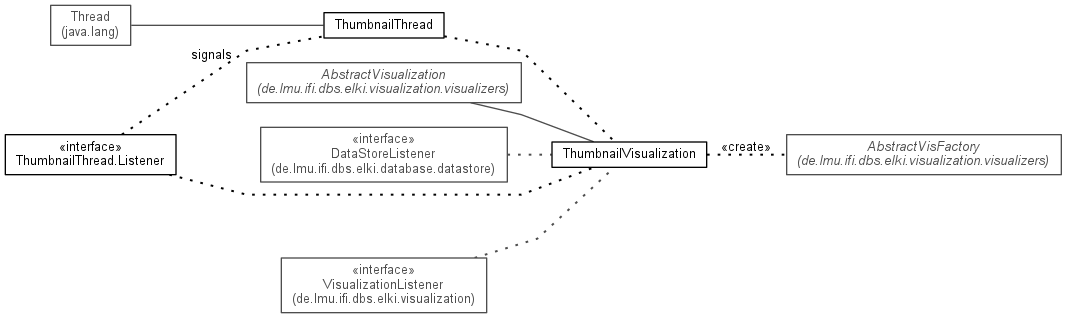 Thread
(java.lang)
ThumbnailThread
signals
AbstractVisualization
(de.lmu.ifi.dbs.elki.visualization.visualizers)
«interface»
ThumbnailThread.Listener
«interface»
DataStoreListener
(de.lmu.ifi.dbs.elki.database.datastore)
ThumbnailVisualization
«create»
AbstractVisFactory
(de.lmu.ifi.dbs.elki.visualization.visualizers)
«interface»
VisualizationListener
(de.lmu.ifi.dbs.elki.visualization)